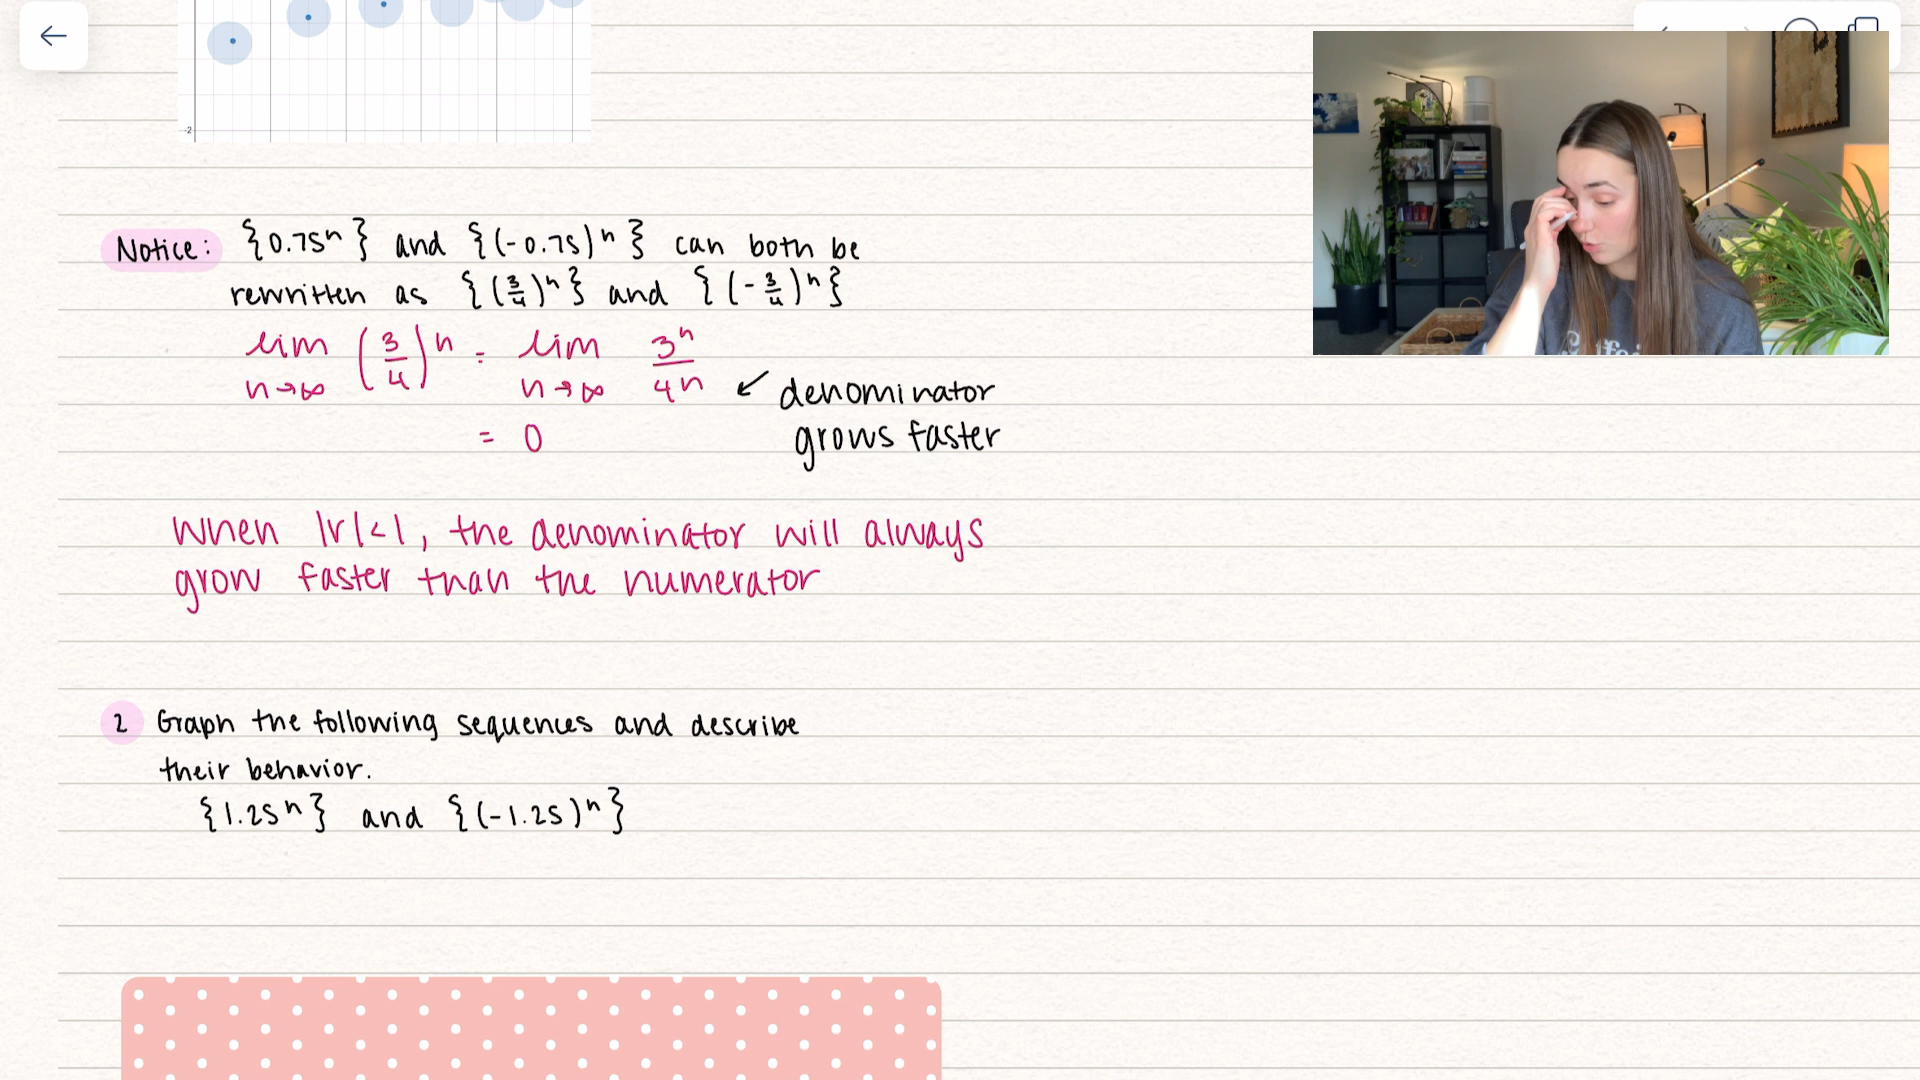 -2
Notice: {0.75ⁿ} and {(-0.75)ⁿ} can both be
rewritten as {(3/4)ⁿ} and {(-3/4)ⁿ}
lim n→∞ (3/4)ⁿ = lim n→∞ 3ⁿ/4ⁿ ↙ denominator
= 0 grows faster
When |r|<1, the denominator will always
grow faster than the numerator
2 Graph the following sequences and describe
their behavior.
{1.25ⁿ} and {(-1.25)ⁿ}